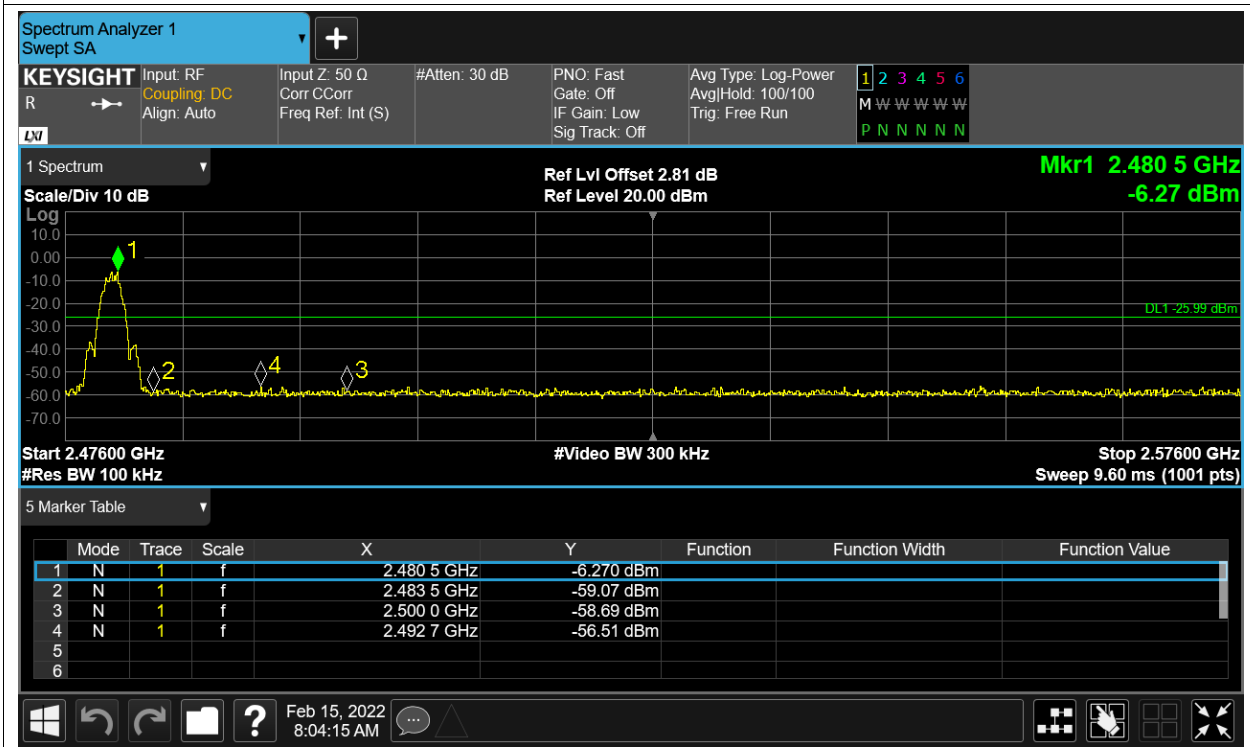 Spectrum Analyzer 1
Swept SA
KEYSIGHT Input: RF Input Z: 50 Ω #Atten: 30 dB PNO: Fast Avg Type: Log-Power 1 2 3 4 5 6
R Coupling: DC Corr CCorr Gate: Off Avg|Hold: 100/100 M W W W W W
Align: Auto Freq Ref: Int (S) IF Gain: Low Trig: Free Run
LXI Sig Track: Off P N N N N N
1 Spectrum Ref Lvl Offset 2.81 dB Mkr1 2.480 5 GHz
Scale/Div 10 dB Ref Level 20.00 dBm -6.27 dBm
Log
10.0
1
0.00
-10.0
-20.0
DL1 -25.99 dBm
-30.0
-40.0
-50.0
2 4 3
-60.0
-70.0
Start 2.47600 GHz #Video BW 300 kHz Stop 2.57600 GHz
#Res BW 100 kHz Sweep 9.60 ms (1001 pts)
5 Marker Table
Mode Trace Scale X Y Function Function Width Function Value
1 N 1 f 2.480 5 GHz -6.270 dBm
2 N 1 f 2.483 5 GHz -59.07 dBm
3 N 1 f 2.500 0 GHz -58.69 dBm
4 N 1 f 2.492 7 GHz -56.51 dBm
5
6
? Feb 15, 2022
8:04:15 AM